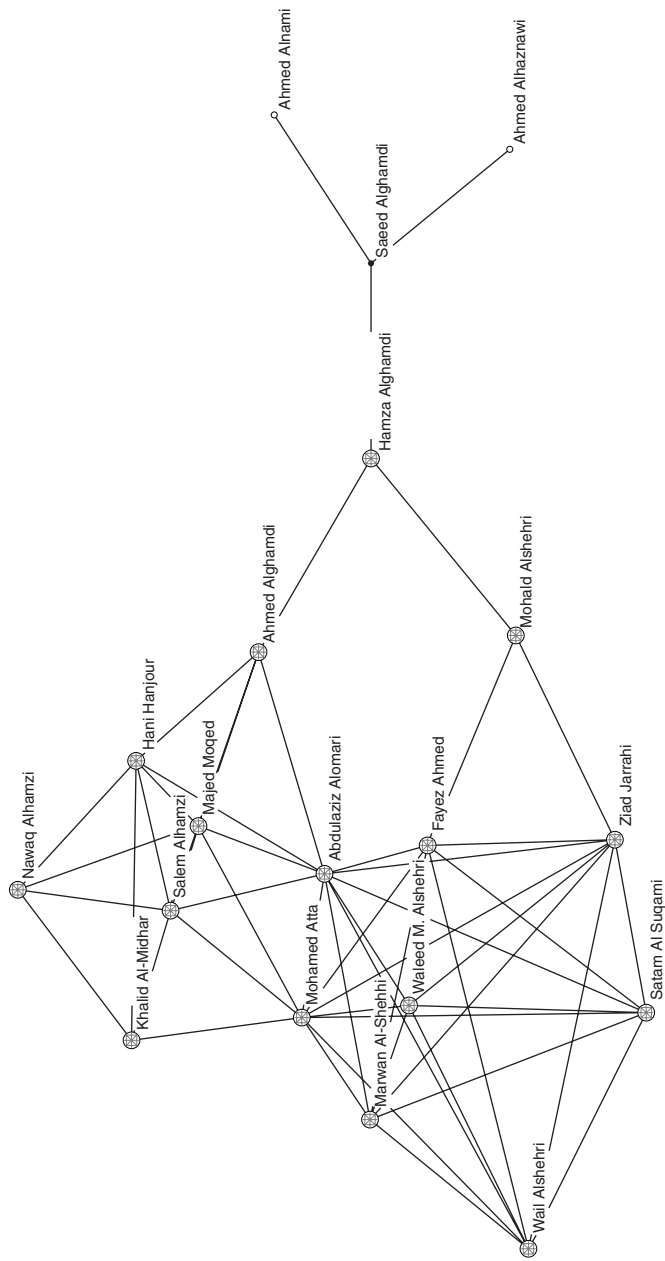 Ahmed Alnami
Ahmed Alhaznawi
Saeed Alghamdi
Hamza Alghamdi
Ahmed Alghamdi
Mohald Alshehri
Hani Hanjour
Majed Moqed
Nawaq Alhamzi
Salem Alhamzi
Abdulaziz Alomari
Fayez Ahmed
Ziad Jarrahi
Khalid Al-Midhar
Mohamed Atta
Waleed M. Alshehri
Satam Al Suqami
Marwan Al-Shehhi
Wail Alshehri